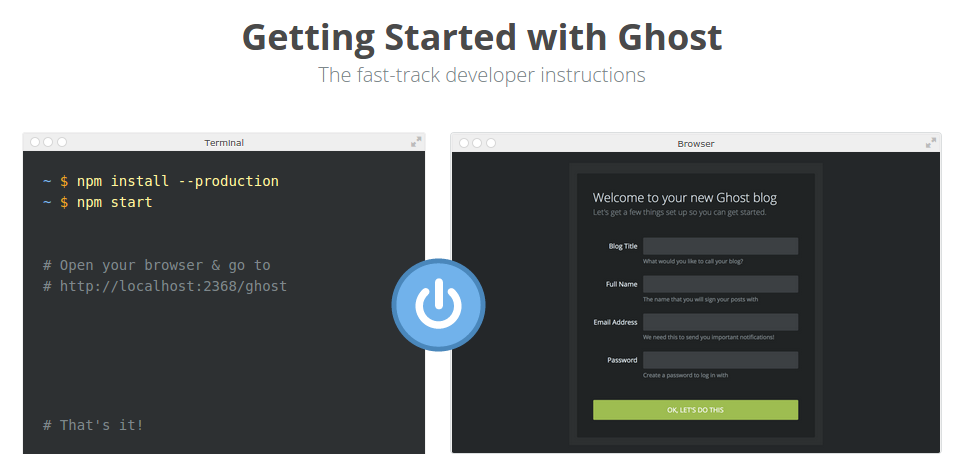 Getting Started with Ghost
The fast-track developer instructions
Terminal
~ $ npm install --production
~ $ npm start
# Open your browser & go to
# http://localhost:2368/ghost
# That's it!
Browser
Welcome to your new Ghost blog
Let's get a few things set up so you can get started.
Blog Title
What would you like to call your blog?
Full Name
The name that you will sign your posts with
Email Address
We need this to send you important notifications!
Password
Create a password to log in with
OK, LET'S DO THIS